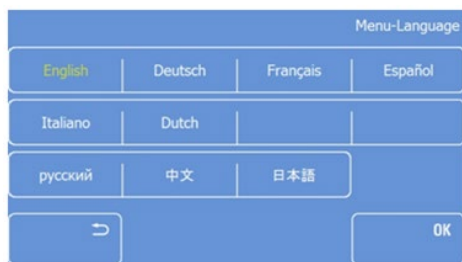 Menu-Language
English Deutsch Français Español
Italiano Dutch
русский 中文 日本語
OK